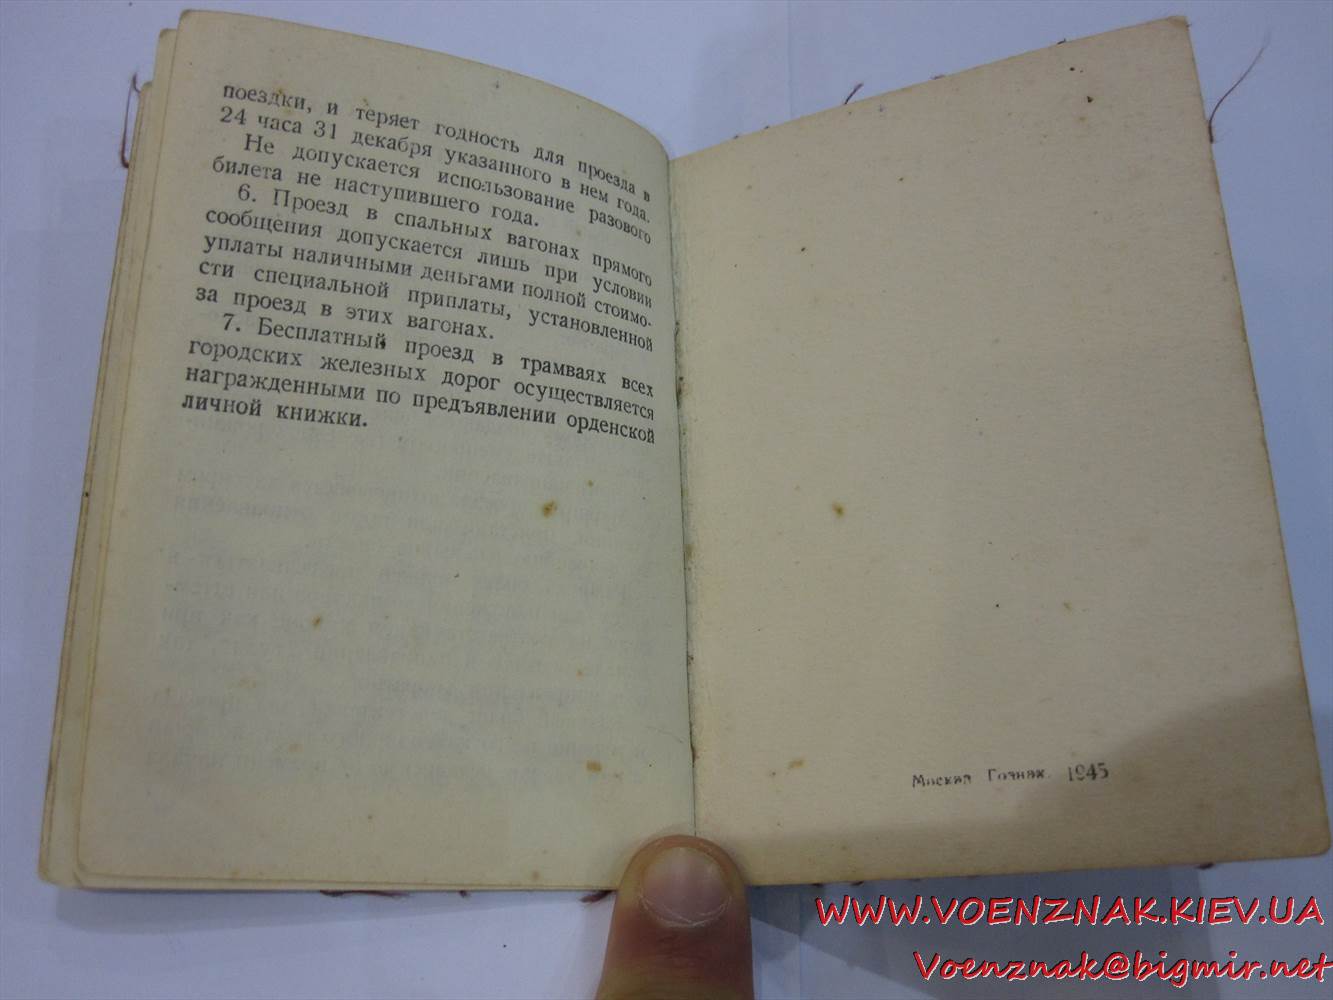 поездки, и теряет годность для проезда в
24 часа 31 декабря указанного в нем года.
Не допускается использование разового
билета не наступившего года.
6. Проезд в спальных вагонах прямого
сообщения допускается лишь при условии
уплаты наличными деньгами полной стоимо-
сти специальной приплаты, установленной
за проезд в этих вагонах.
7. Бесплатный проезд в трамваях всех
городских железных дорог осуществляется
награжденными по предъявлении орденской
личной книжки.
Москва Гознак. 1945
WWW.VOENZNAK.KIEV.UA
Voenznak@bigmir.net